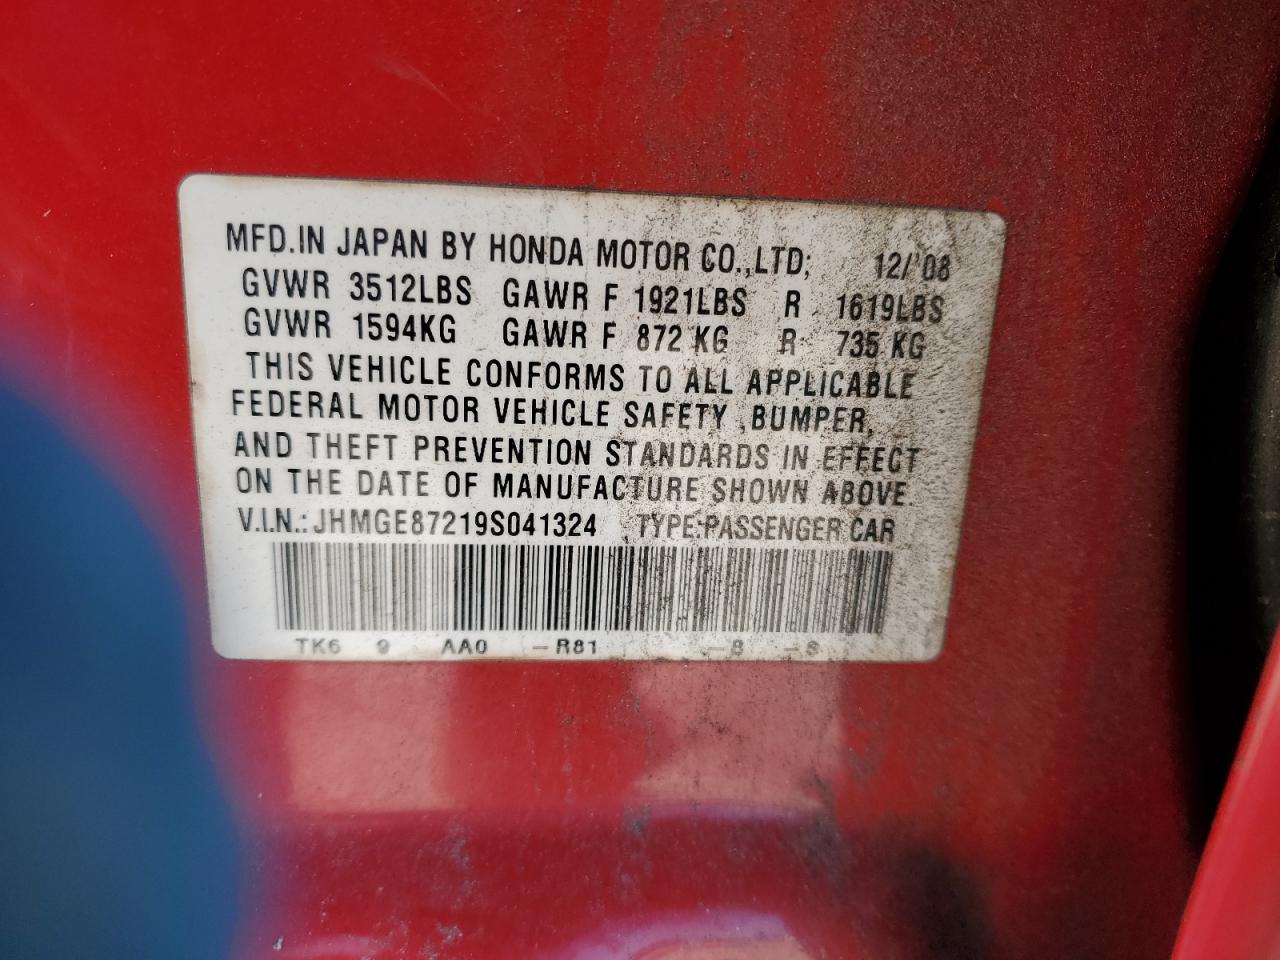 MFD.IN JAPAN BY HONDA MOTOR CO.,LTD; 12/'08
GVWR 3512LBS GAWR F 1921LBS R 1619LBS
GVWR 1594KG GAWR F 872 KG R 735 KG
THIS VEHICLE CONFORMS TO ALL APPLICABLE
FEDERAL MOTOR VEHICLE SAFETY ,BUMPER,
AND THEFT PREVENTION STANDARDS IN EFFECT
ON THE DATE OF MANUFACTURE SHOWN ABOVE.
V.I.N.:JHMGE87219S041324 TYPE:PASSENGER CAR
TK6 9 AA0 -R81 -8 -S